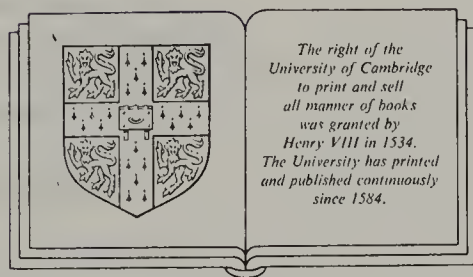 The right of the
University of Cambridge
to print and sell
all manner of books
was granted by
Henry VIII in 1534.
The University has printed
and published continuously
since 1584.